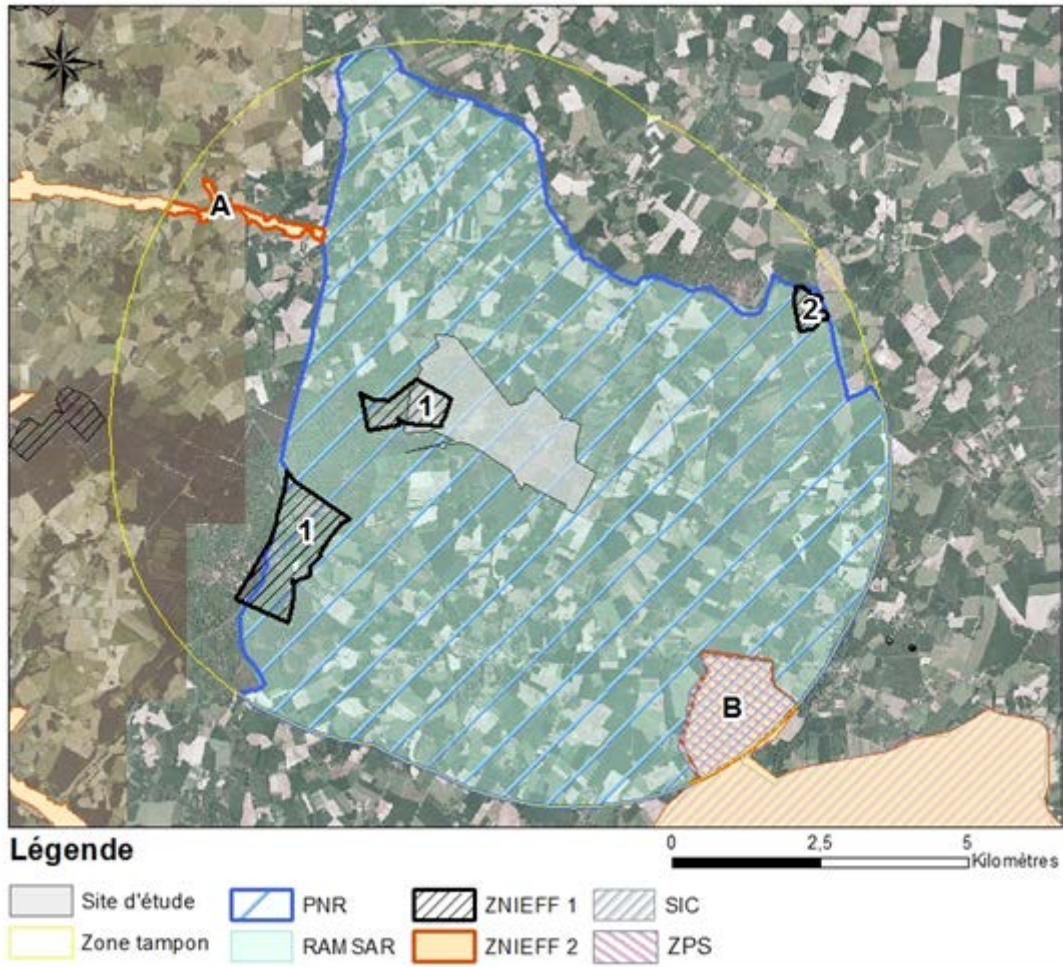 A
2
1
1
B
Légende
0 2,5 5
Kilomètres
Site d'étude PNR ZNIEFF 1 SIC
Zone tampon RAMSAR ZNIEFF 2 ZPS